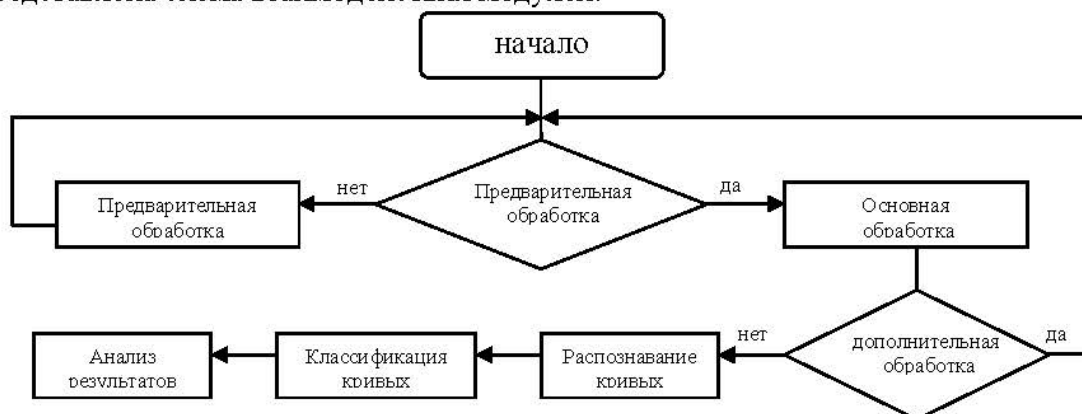 начало
нет
Предварительная
обработка
да
Предварительная
обработка
Основная
обработка
нет
дополнительная
обработка
да
Анализ
результатов
Классификация
кривых
Распознавание
кривых